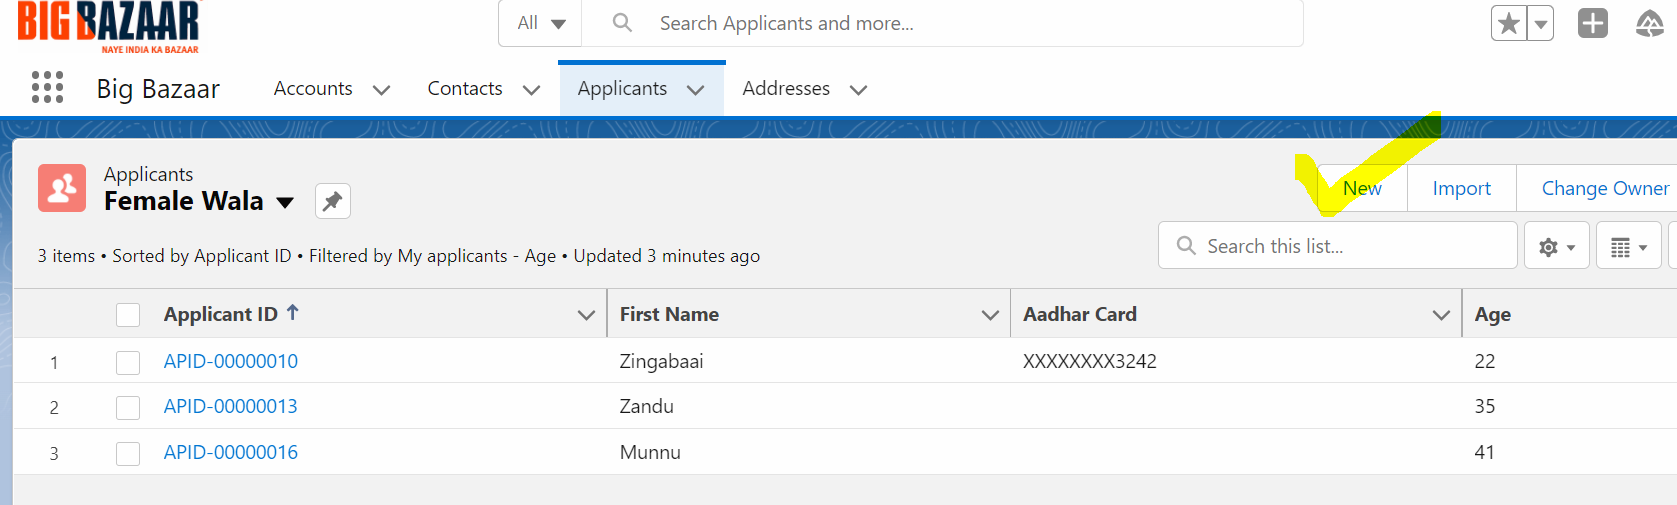 BIG BAZAAR
NAYE INDIA KA BAZAAR
All
Search Applicants and more...
Big Bazaar
Accounts
Contacts
Applicants
Addresses
Applicants
Female Wala
New
Import
Change Owner
3 items • Sorted by Applicant ID • Filtered by My applicants - Age • Updated 3 minutes ago
Search this list...
Applicant ID First Name Aadhar Card Age
1 APID-00000010 Zingabaai XXXXXXXX3242 22
2 APID-00000013 Zandu 35
3 APID-00000016 Munnu 41